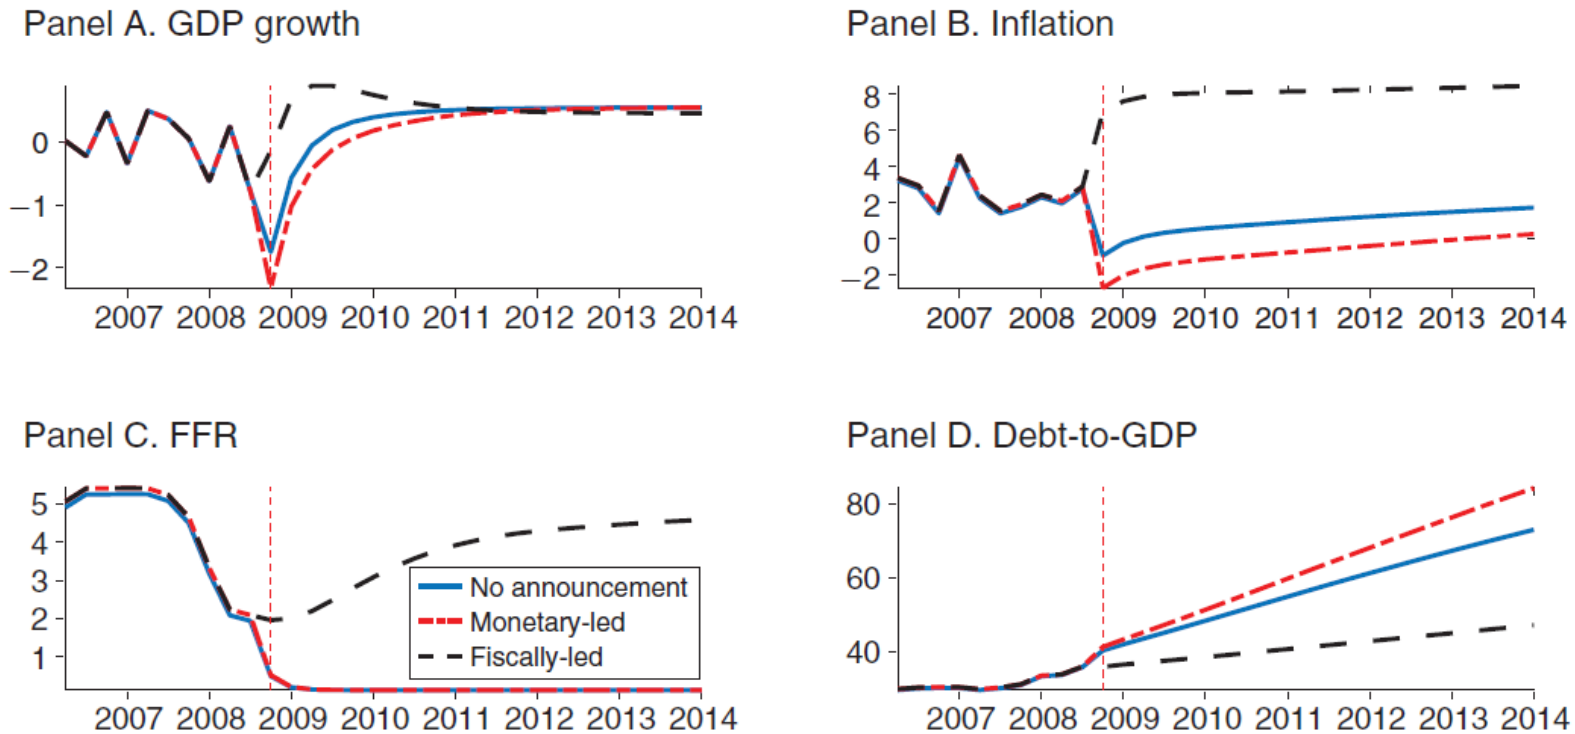 Panel A. GDP growth
0
−1
−2
2007 2008 2009 2010 2011 2012 2013 2014
Panel B. Inflation
8
6
4
2
0
−2
2007 2008 2009 2010 2011 2012 2013 2014
Panel C. FFR
5
4
3
2
1
No announcement
Monetary-led
Fiscally-led
2007 2008 2009 2010 2011 2012 2013 2014
Panel D. Debt-to-GDP
80
60
40
2007 2008 2009 2010 2011 2012 2013 2014